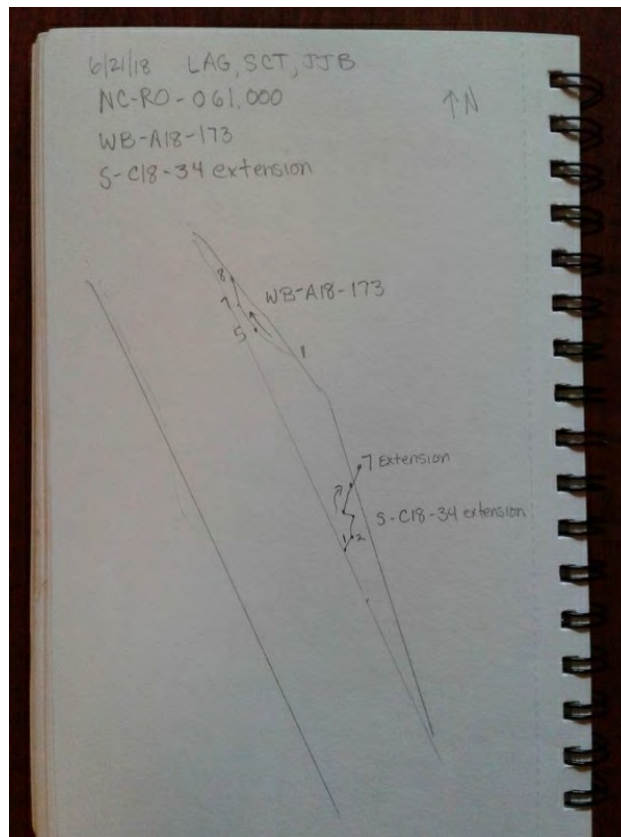 6/21/18 LAG, SCT, JJB
NC-RO-061.000
↑N
WB-A18-173
S-C18-34 extension
8
WB-A18-173
7
5
1
7 Extension
S-C18-34 extension
1 2